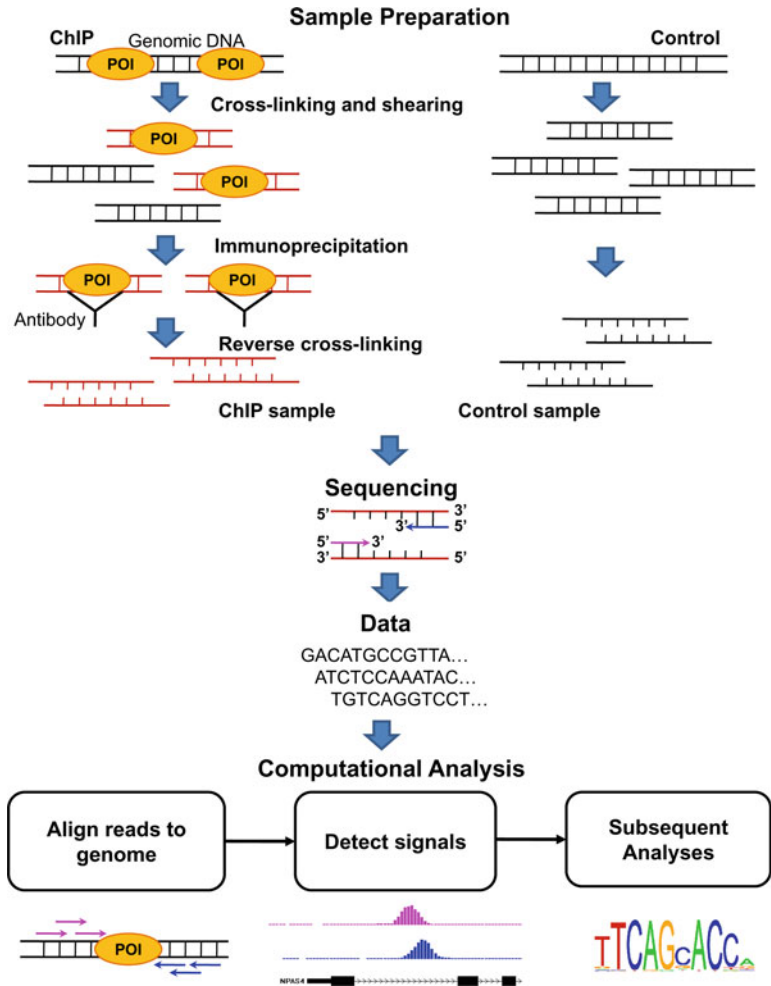 Sample Preparation
ChIP
Genomic DNA
Control
POI
POI
Cross-linking and shearing
POI
POI
Immunoprecipitation
POI
POI
Antibody
Reverse cross-linking
ChIP sample
Control sample
Sequencing
5' 3'
3' 5'
5' 3'
3' 5'
Data
GACATGCCGTTA...
ATCTCCAAATAC...
TGTCAGGTCCT...
Computational Analysis
Align reads to
genome
Detect signals
Subsequent
Analyses
POI
NPAS4
TTCAGCACCA